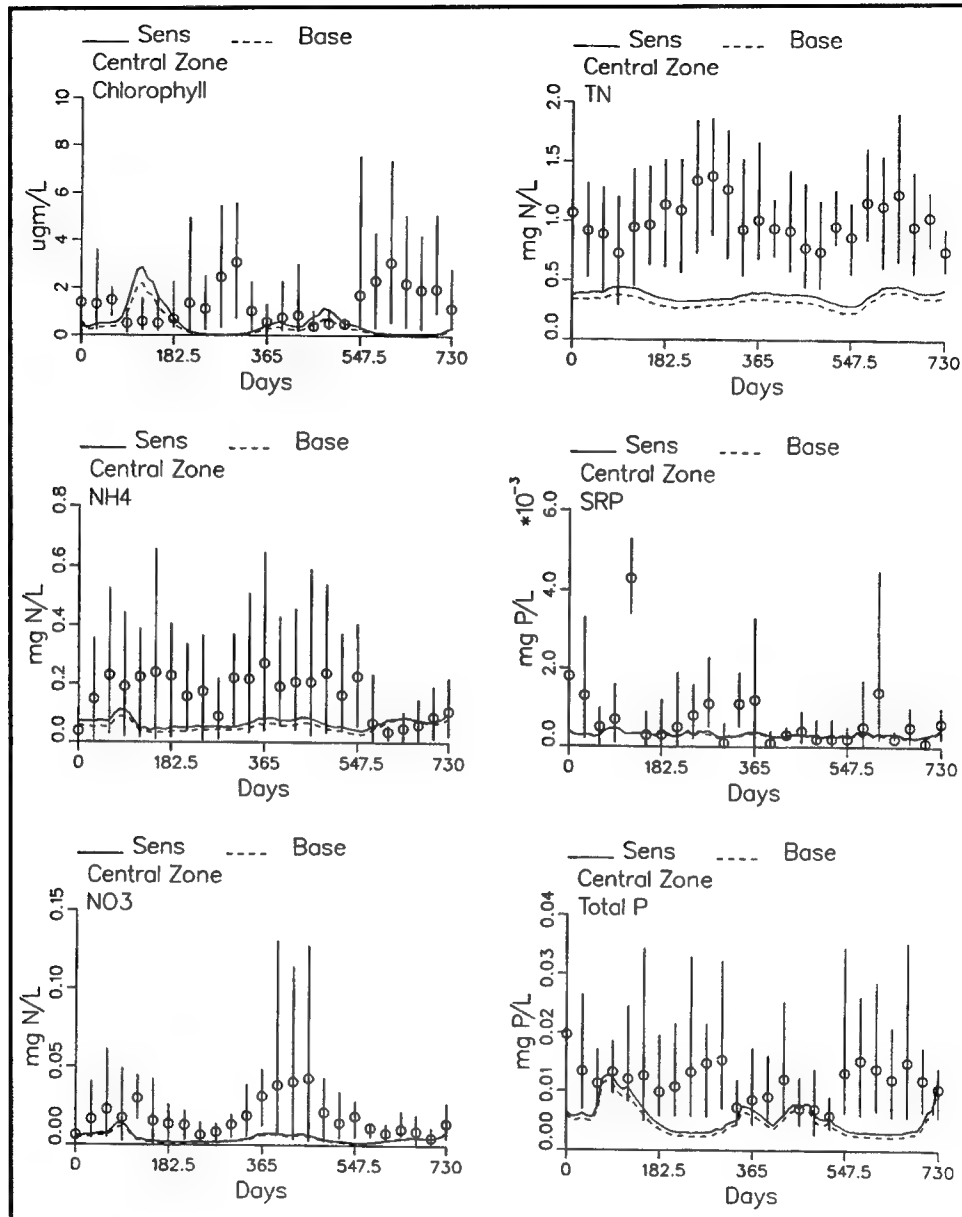 Sens Base
Central Zone
Chlorophyll
10
8
6
4
2
0
ugm/L
0 182.5 365 547.5 730
Days
Sens Base
Central Zone
TN
2.0
1.5
1.0
0.5
0.0
mg N/L
0 182.5 365 547.5 730
Days
Sens Base
Central Zone
NH4
0.8
0.6
0.4
0.2
0.0
mg N/L
0 182.5 365 547.5 730
Days
Sens Base
Central Zone
SRP
*10-3
6.0
4.0
2.0
0.0
mg P/L
0 182.5 365 547.5 730
Days
Sens Base
Central Zone
NO3
0.15
0.10
0.05
0.00
mg N/L
0 182.5 365 547.5 730
Days
Sens Base
Central Zone
Total P
0.04
0.03
0.02
0.01
0.00
mg P/L
0 182.5 365 547.5 730
Days